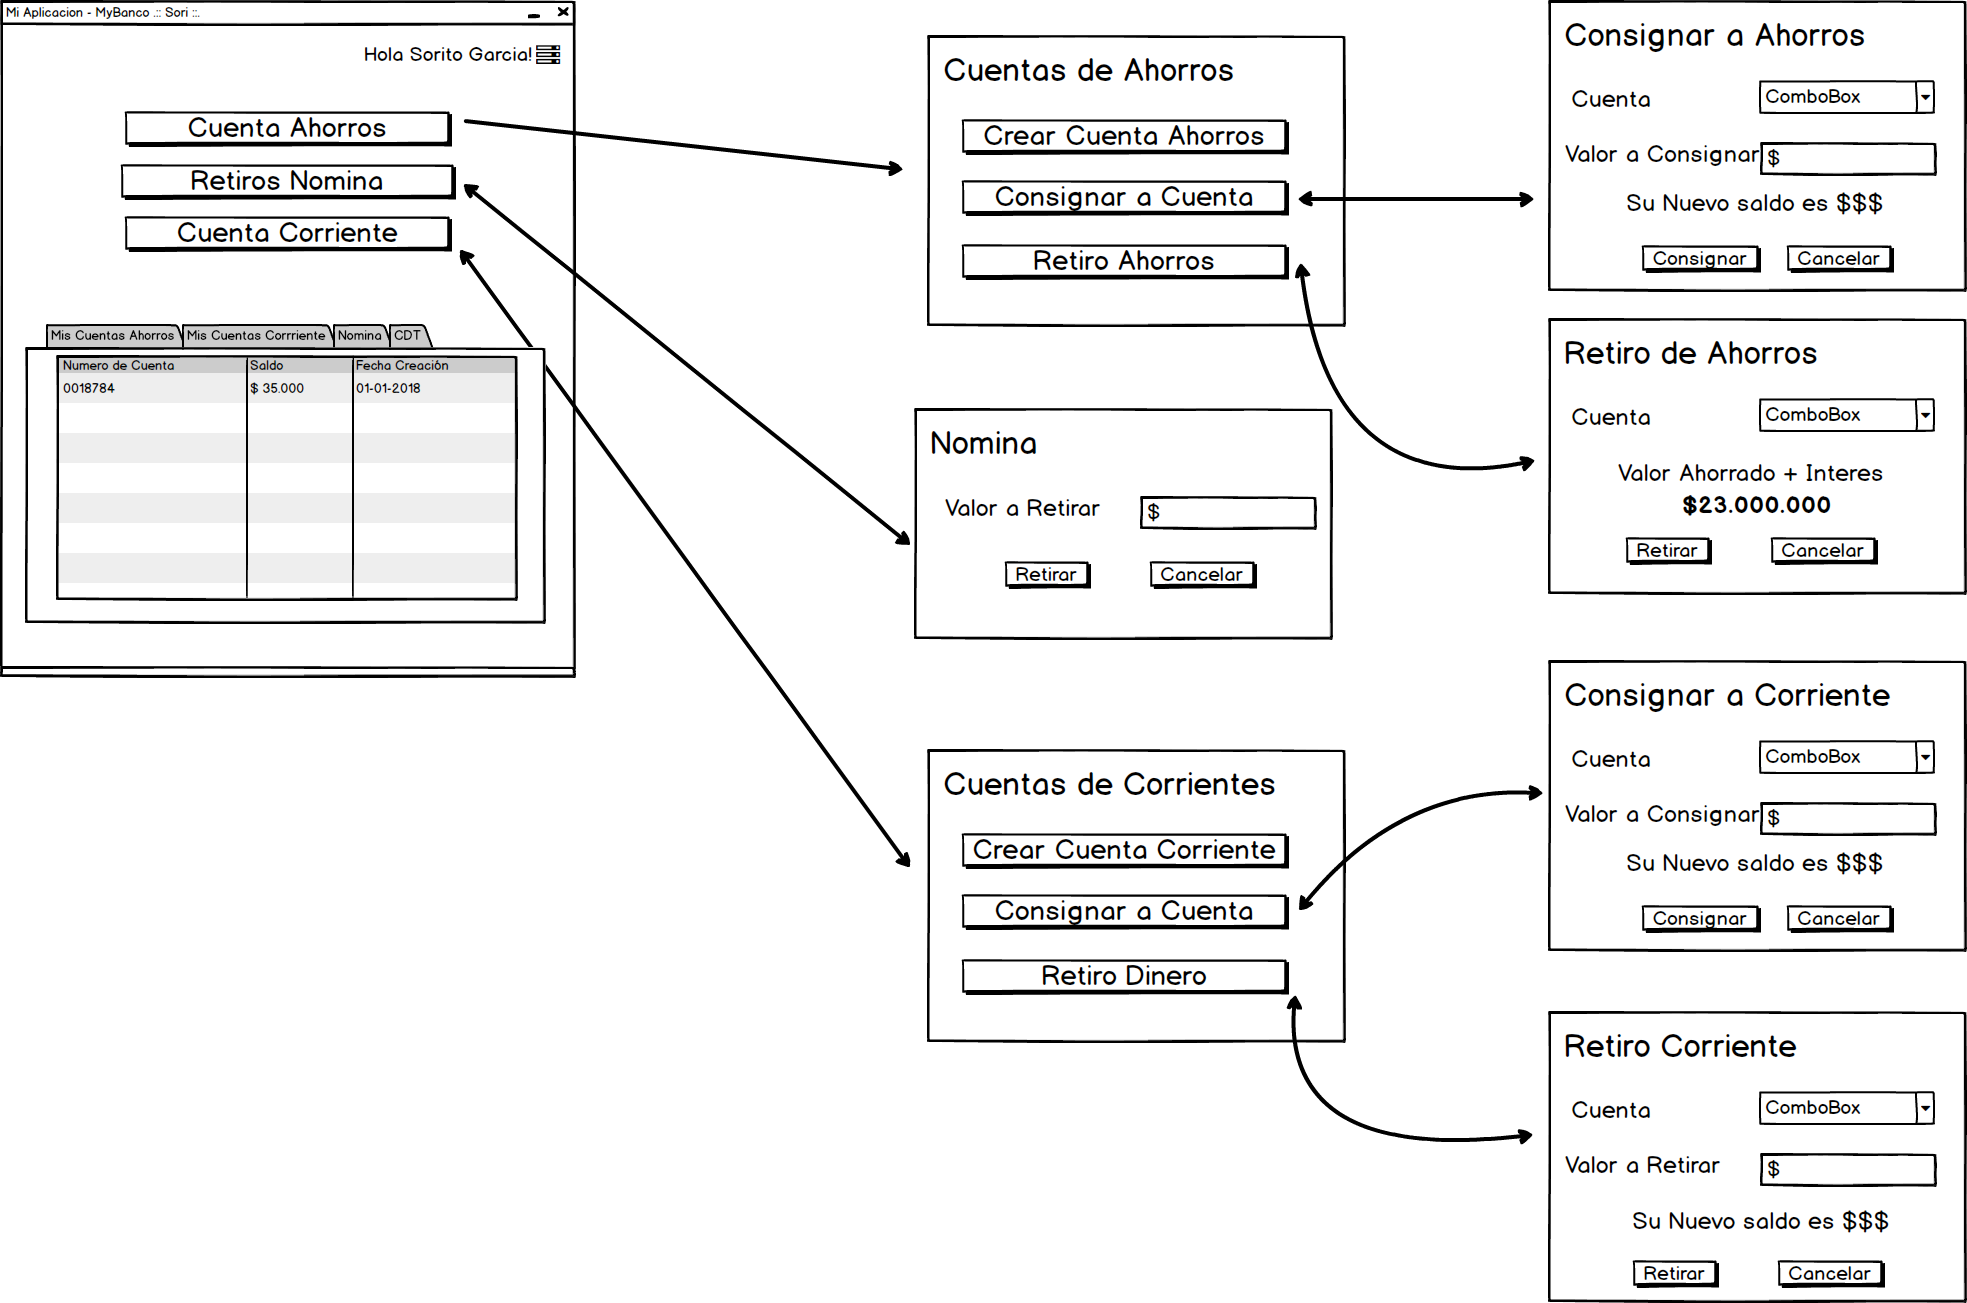 Mi Aplicacion - MyBanco .:: Sori ::.
Hola Sorito Garcia!
Cuenta Ahorros
Retiros Nomina
Cuenta Corriente
Mis Cuentas Ahorros Mis Cuentas Corrriente Nomina CDT
Numero de Cuenta Saldo Fecha Creación
0018784 $ 35.000 01-01-2018
Cuentas de Ahorros
Crear Cuenta Ahorros
Consignar a Cuenta
Retiro Ahorros
Nomina
Valor a Retirar $
Retirar Cancelar
Cuentas de Corrientes
Crear Cuenta Corriente
Consignar a Cuenta
Retiro Dinero
Consignar a Ahorros
Cuenta ComboBox
Valor a Consignar $
Su Nuevo saldo es $$$
Consignar Cancelar
Retiro de Ahorros
Cuenta ComboBox
Valor Ahorrado + Interes
$23.000.000
Retirar Cancelar
Consignar a Corriente
Cuenta ComboBox
Valor a Consignar $
Su Nuevo saldo es $$$
Consignar Cancelar
Retiro Corriente
Cuenta ComboBox
Valor a Retirar $
Su Nuevo saldo es $$$
Retirar Cancelar